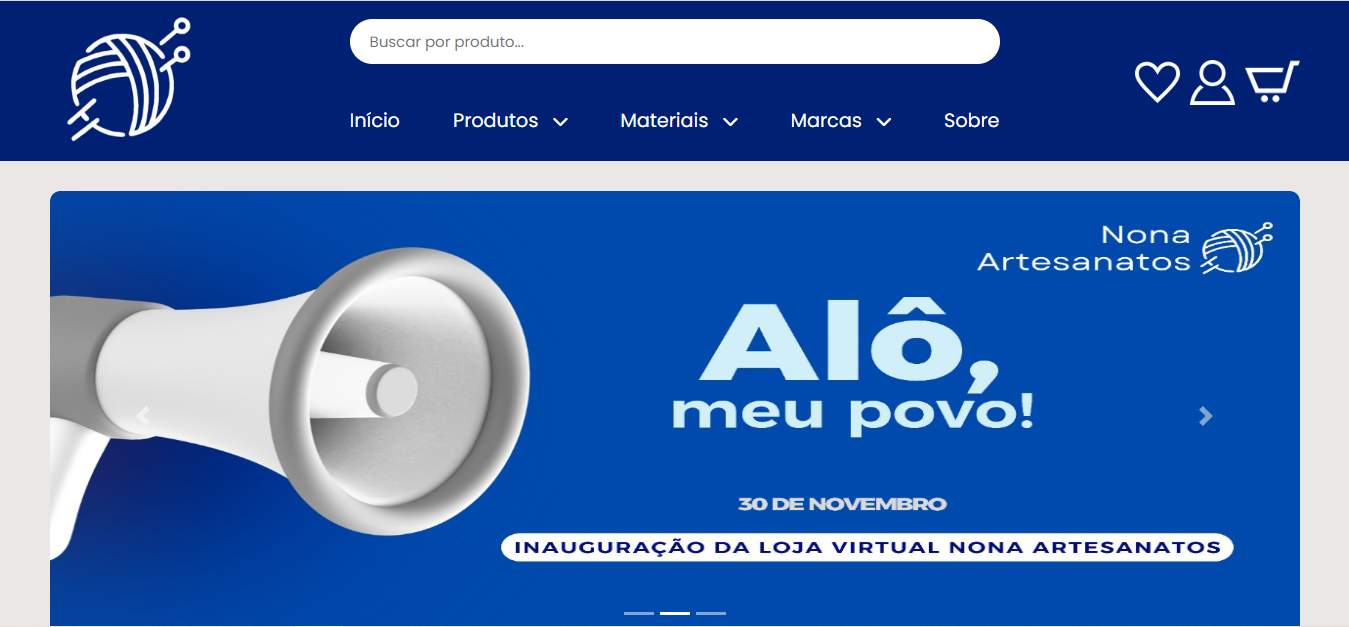 Buscar por produto...
Início Produtos Materiais Marcas Sobre
Nona
Artesanatos
Alô,
meu povo!
30 DE NOVEMBRO
INAUGURAÇÃO DA LOJA VIRTUAL NONA ARTESANATOS